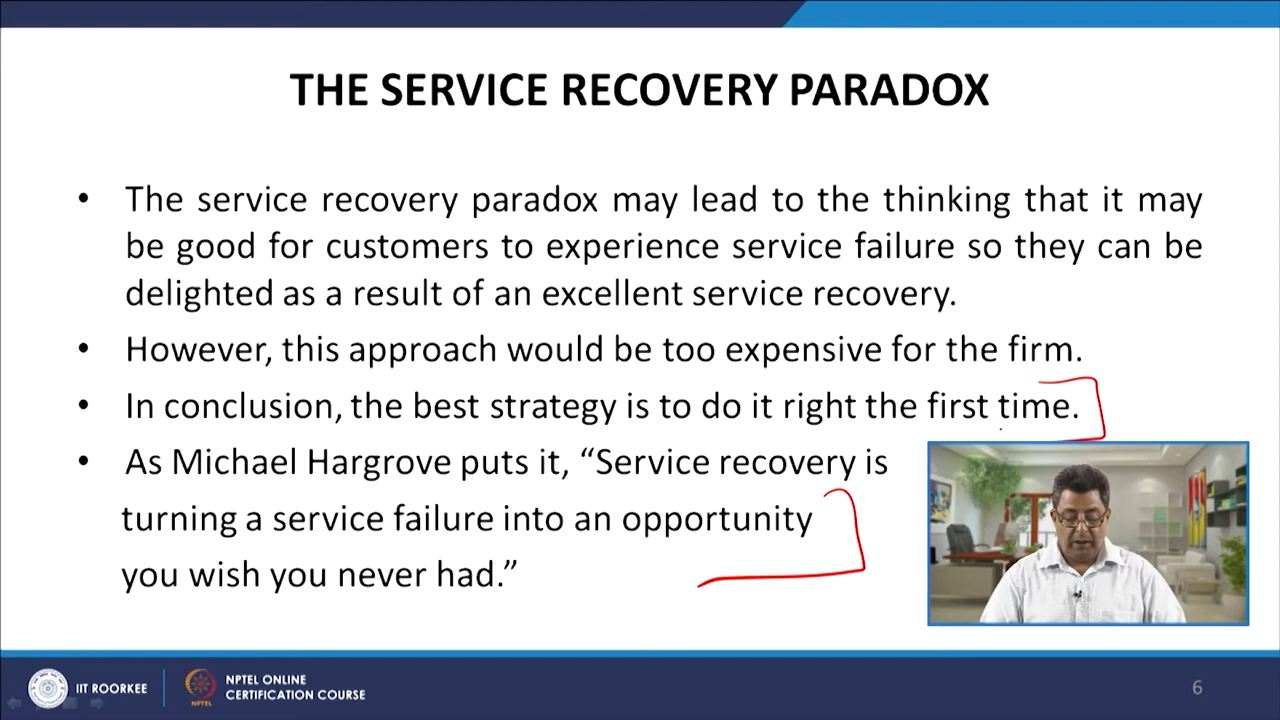 THE SERVICE RECOVERY PARADOX
• The service recovery paradox may lead to the thinking that it may
be good for customers to experience service failure so they can be
delighted as a result of an excellent service recovery.
• However, this approach would be too expensive for the firm.
• In conclusion, the best strategy is to do it right the first time.
• As Michael Hargrove puts it, “Service recovery is
turning a service failure into an opportunity
you wish you never had.”
IIT ROORKEE
NPTEL
NPTEL ONLINE
CERTIFICATION COURSE
6